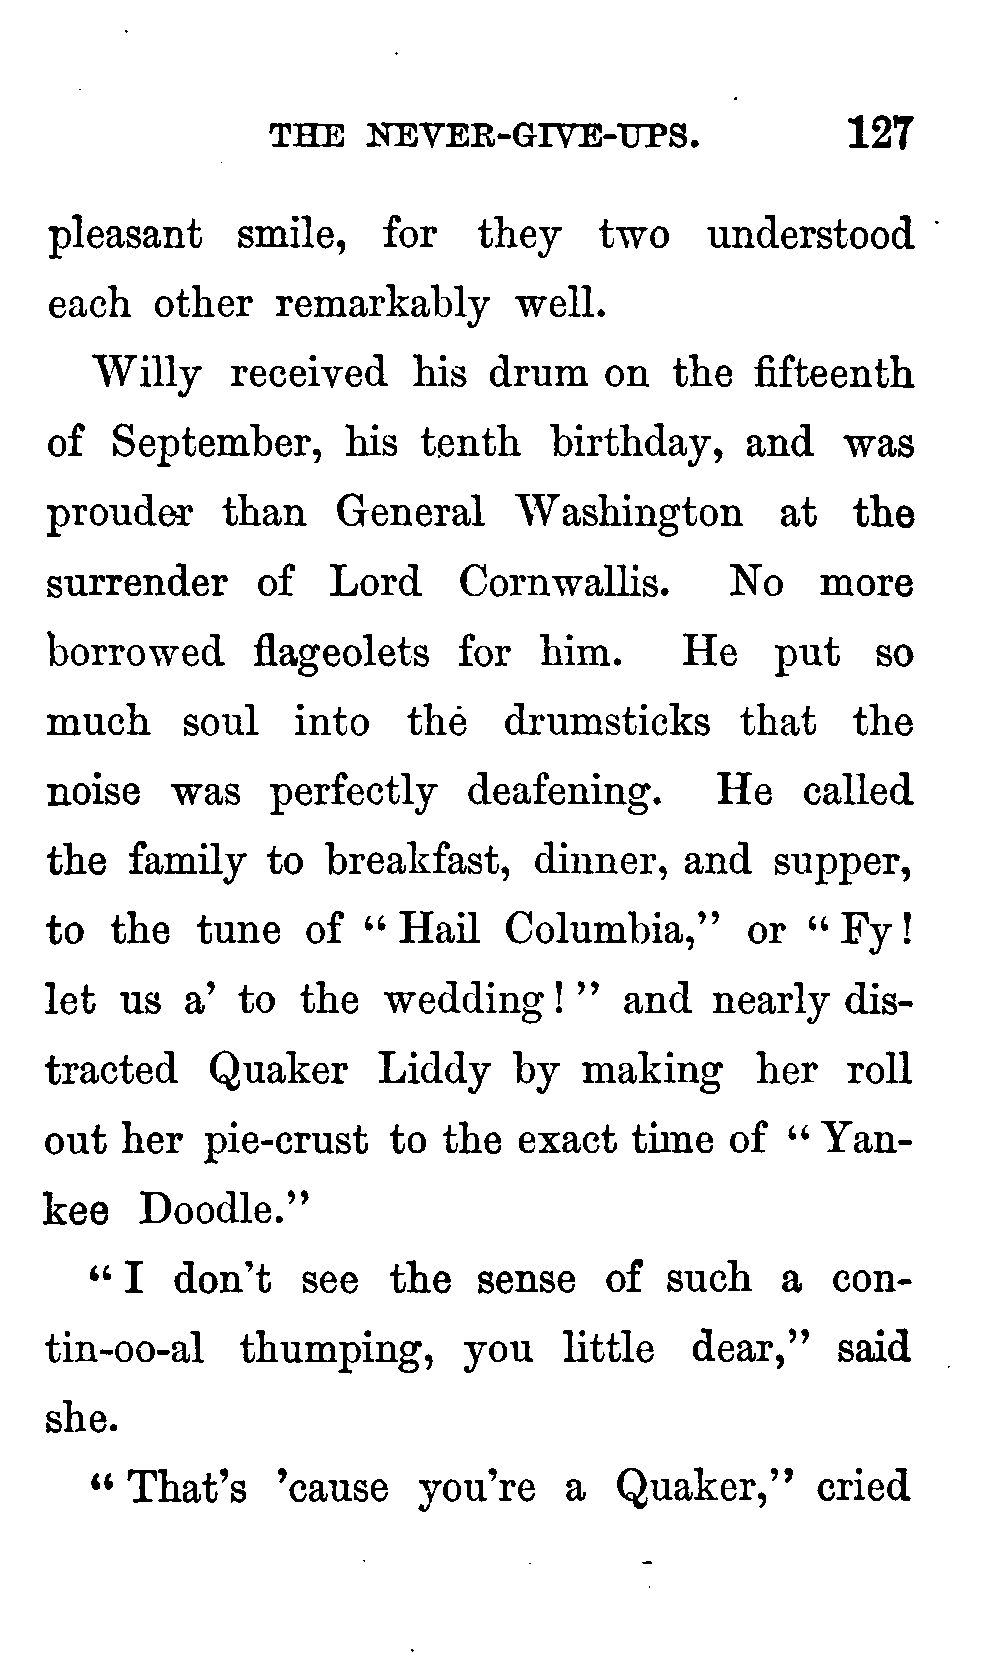 THE NEVER-GIVE-UPS. 127
pleasant smile, for they two understood
each other remarkably well.
Willy received his drum on the fifteenth
of September, his tenth birthday, and was
prouder than General Washington at the
surrender of Lord Cornwallis. No more
borrowed flageolets for him. He put so
much soul into the drumsticks that the
noise was perfectly deafening. He called
the family to breakfast, dinner, and supper,
to the tune of “Hail Columbia,” or “Fy!
let us a’ to the wedding!” and nearly dis-
tracted Quaker Liddy by making her roll
out her pie-crust to the exact time of “Yan-
kee Doodle.”
“I don’t see the sense of such a con-
tin-oo-al thumping, you little dear,” said
she.
“That’s ’cause you’re a Quaker,” cried